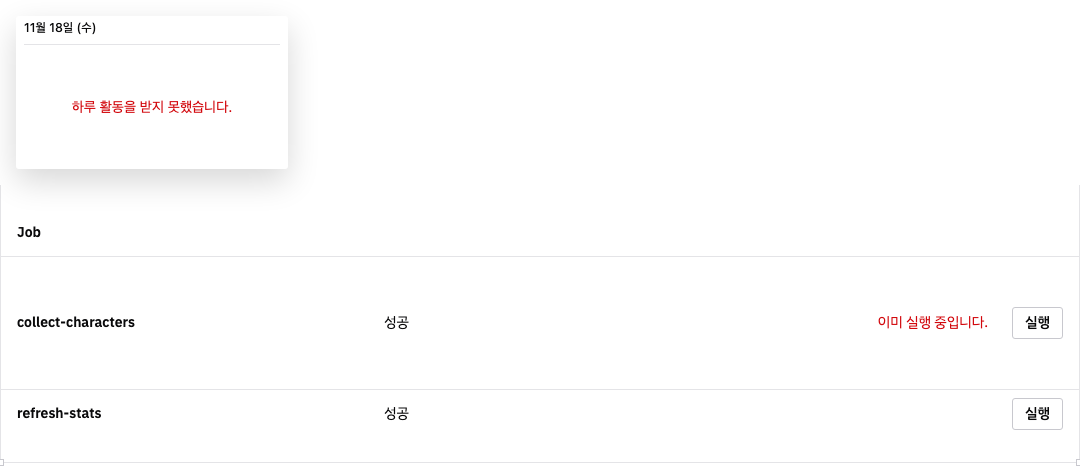 11월 18일 (수)
하루 활동을 받지 못했습니다.
Job
collect-characters 성공 이미 실행 중입니다. 실행
refresh-stats 성공 실행